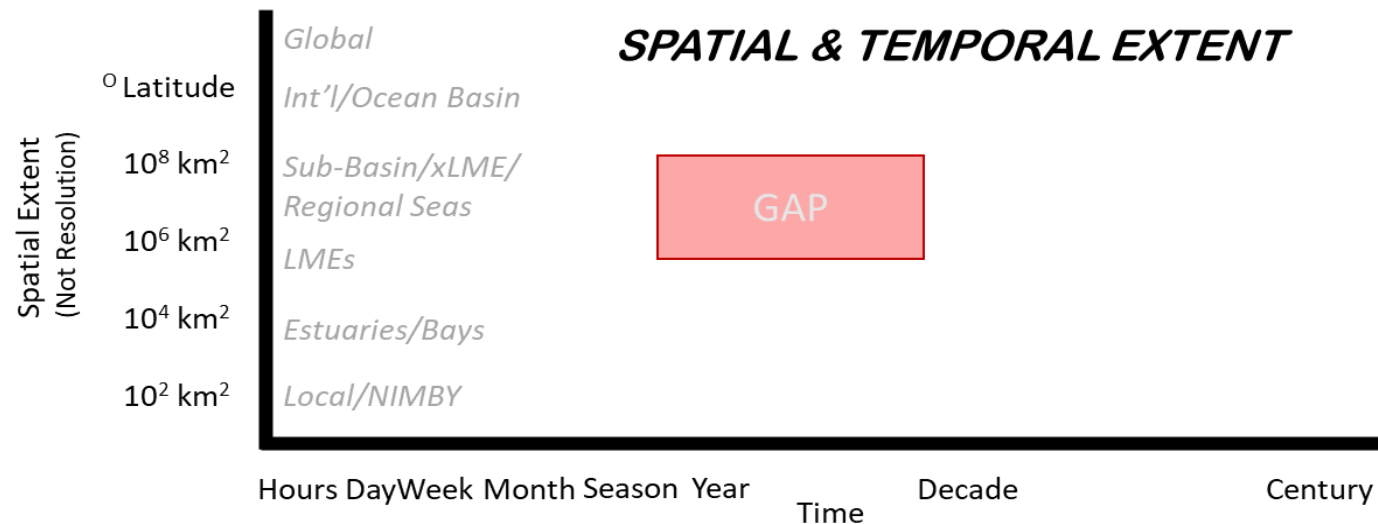 SPATIAL & TEMPORAL EXTENT
Spatial Extent
(Not Resolution)
O Latitude
10⁸ km²
10⁶ km²
10⁴ km²
10² km²
Global
Int'l/Ocean Basin
Sub-Basin/xLME/
Regional Seas
LMEs
Estuaries/Bays
Local/NIMBY
GAP
Hours DayWeek Month Season Year Decade Century
Time